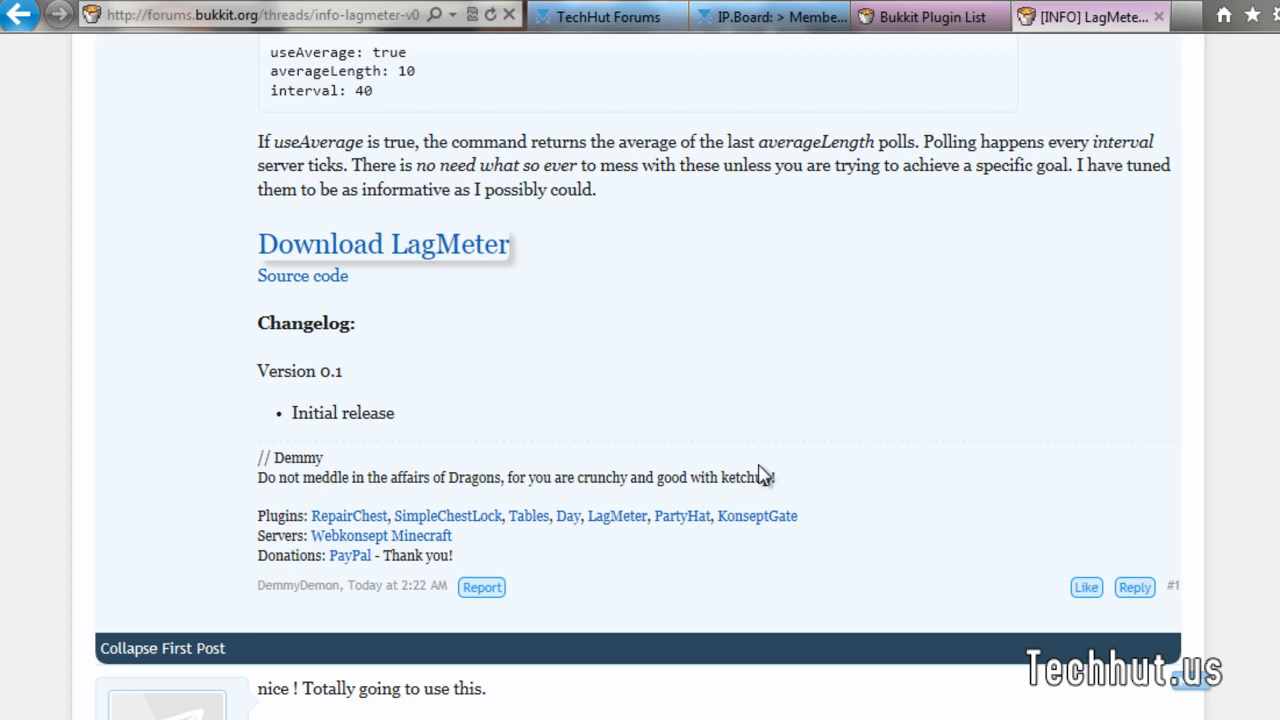 http://forums.bukkit.org/threads/info-lagmeter-v0
TechHut Forums
IP.Board: > Membe...
Bukkit Plugin List
[INFO] LagMete...
useAverage: true
averageLength: 10
interval: 40
If useAverage is true, the command returns the average of the last averageLength polls. Polling happens every interval
server ticks. There is no need what so ever to mess with these unless you are trying to achieve a specific goal. I have tuned
them to be as informative as I possibly could.
Download LagMeter
Source code
Changelog:
Version 0.1
• Initial release
// Demmy
Do not meddle in the affairs of Dragons, for you are crunchy and good with
Plugins: RepairChest, SimpleChestLock, Tables, Day, LagMeter, PartyHat, KonseptGate
Servers: Webkonsept Minecraft
Donations: PayPal - Thank you!
DemmyDemon, Today at 2:22 AM Report Like Reply #1
Collapse First Post
Techhut.us
nice ! Totally going to use this.